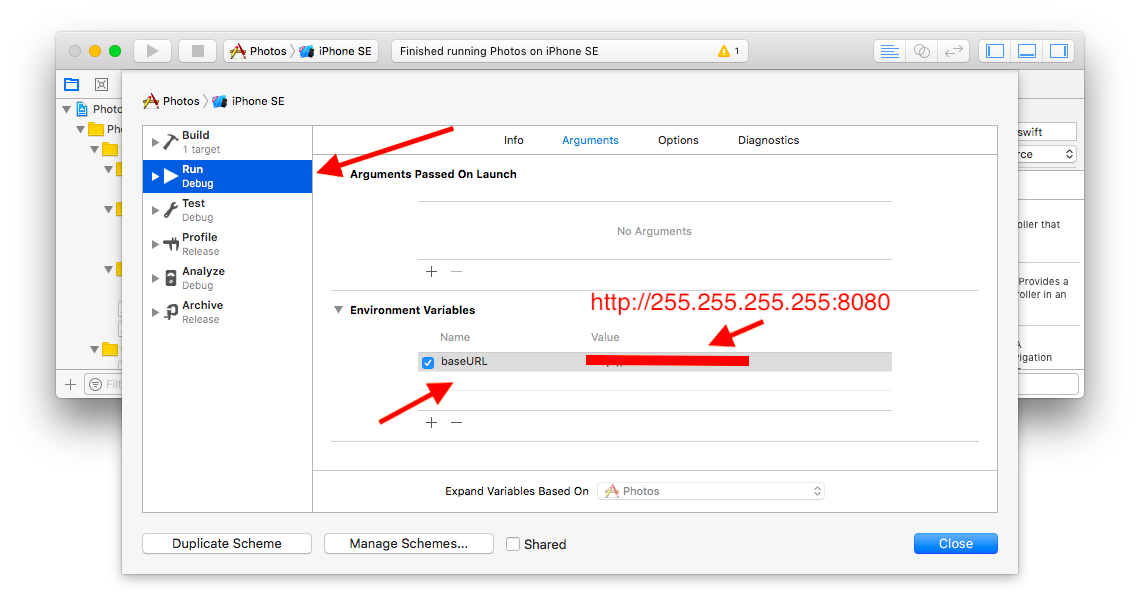 Photos 〉 iPhone SE
Finished running Photos on iPhone SE
1
Photo
Ph
swift
rce
oller that
Provides a
roller in an
A
vigation
Filt
Photos 〉 iPhone SE
Build
1 target
Run
Debug
Test
Debug
Profile
Release
Analyze
Debug
Archive
Release
Info Arguments Options Diagnostics
Arguments Passed On Launch
No Arguments
Environment Variables
http://255.255.255.255:8080
Name Value
baseURL
Expand Variables Based On Photos
Duplicate Scheme Manage Schemes... Shared Close